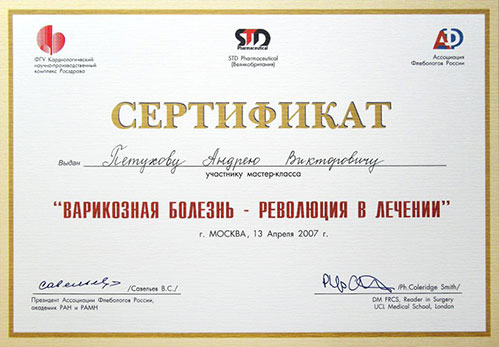 ФГУ Кардиологический
научно-производственный
комплекс Росздрава
STD
Pharmaceutical
STD Pharmaceutical
(Великобритания)
Ассоциация
Флебологов России
СЕРТИФИКАТ
Выдан Петухову Андрею Викторовичу
участнику мастер-класса
"ВАРИКОЗНАЯ БОЛЕЗНЬ - РЕВОЛЮЦИЯ В ЛЕЧЕНИИ"
г. МОСКВА, 13 Апреля 2007 г.
/Савельев В.С./
Президент Ассоциации Флебологов России,
академик РАН и РАМН
/Ph.Coleridge Smith/
DM FRCS, Reader in Surgery
UCL Medical School, London